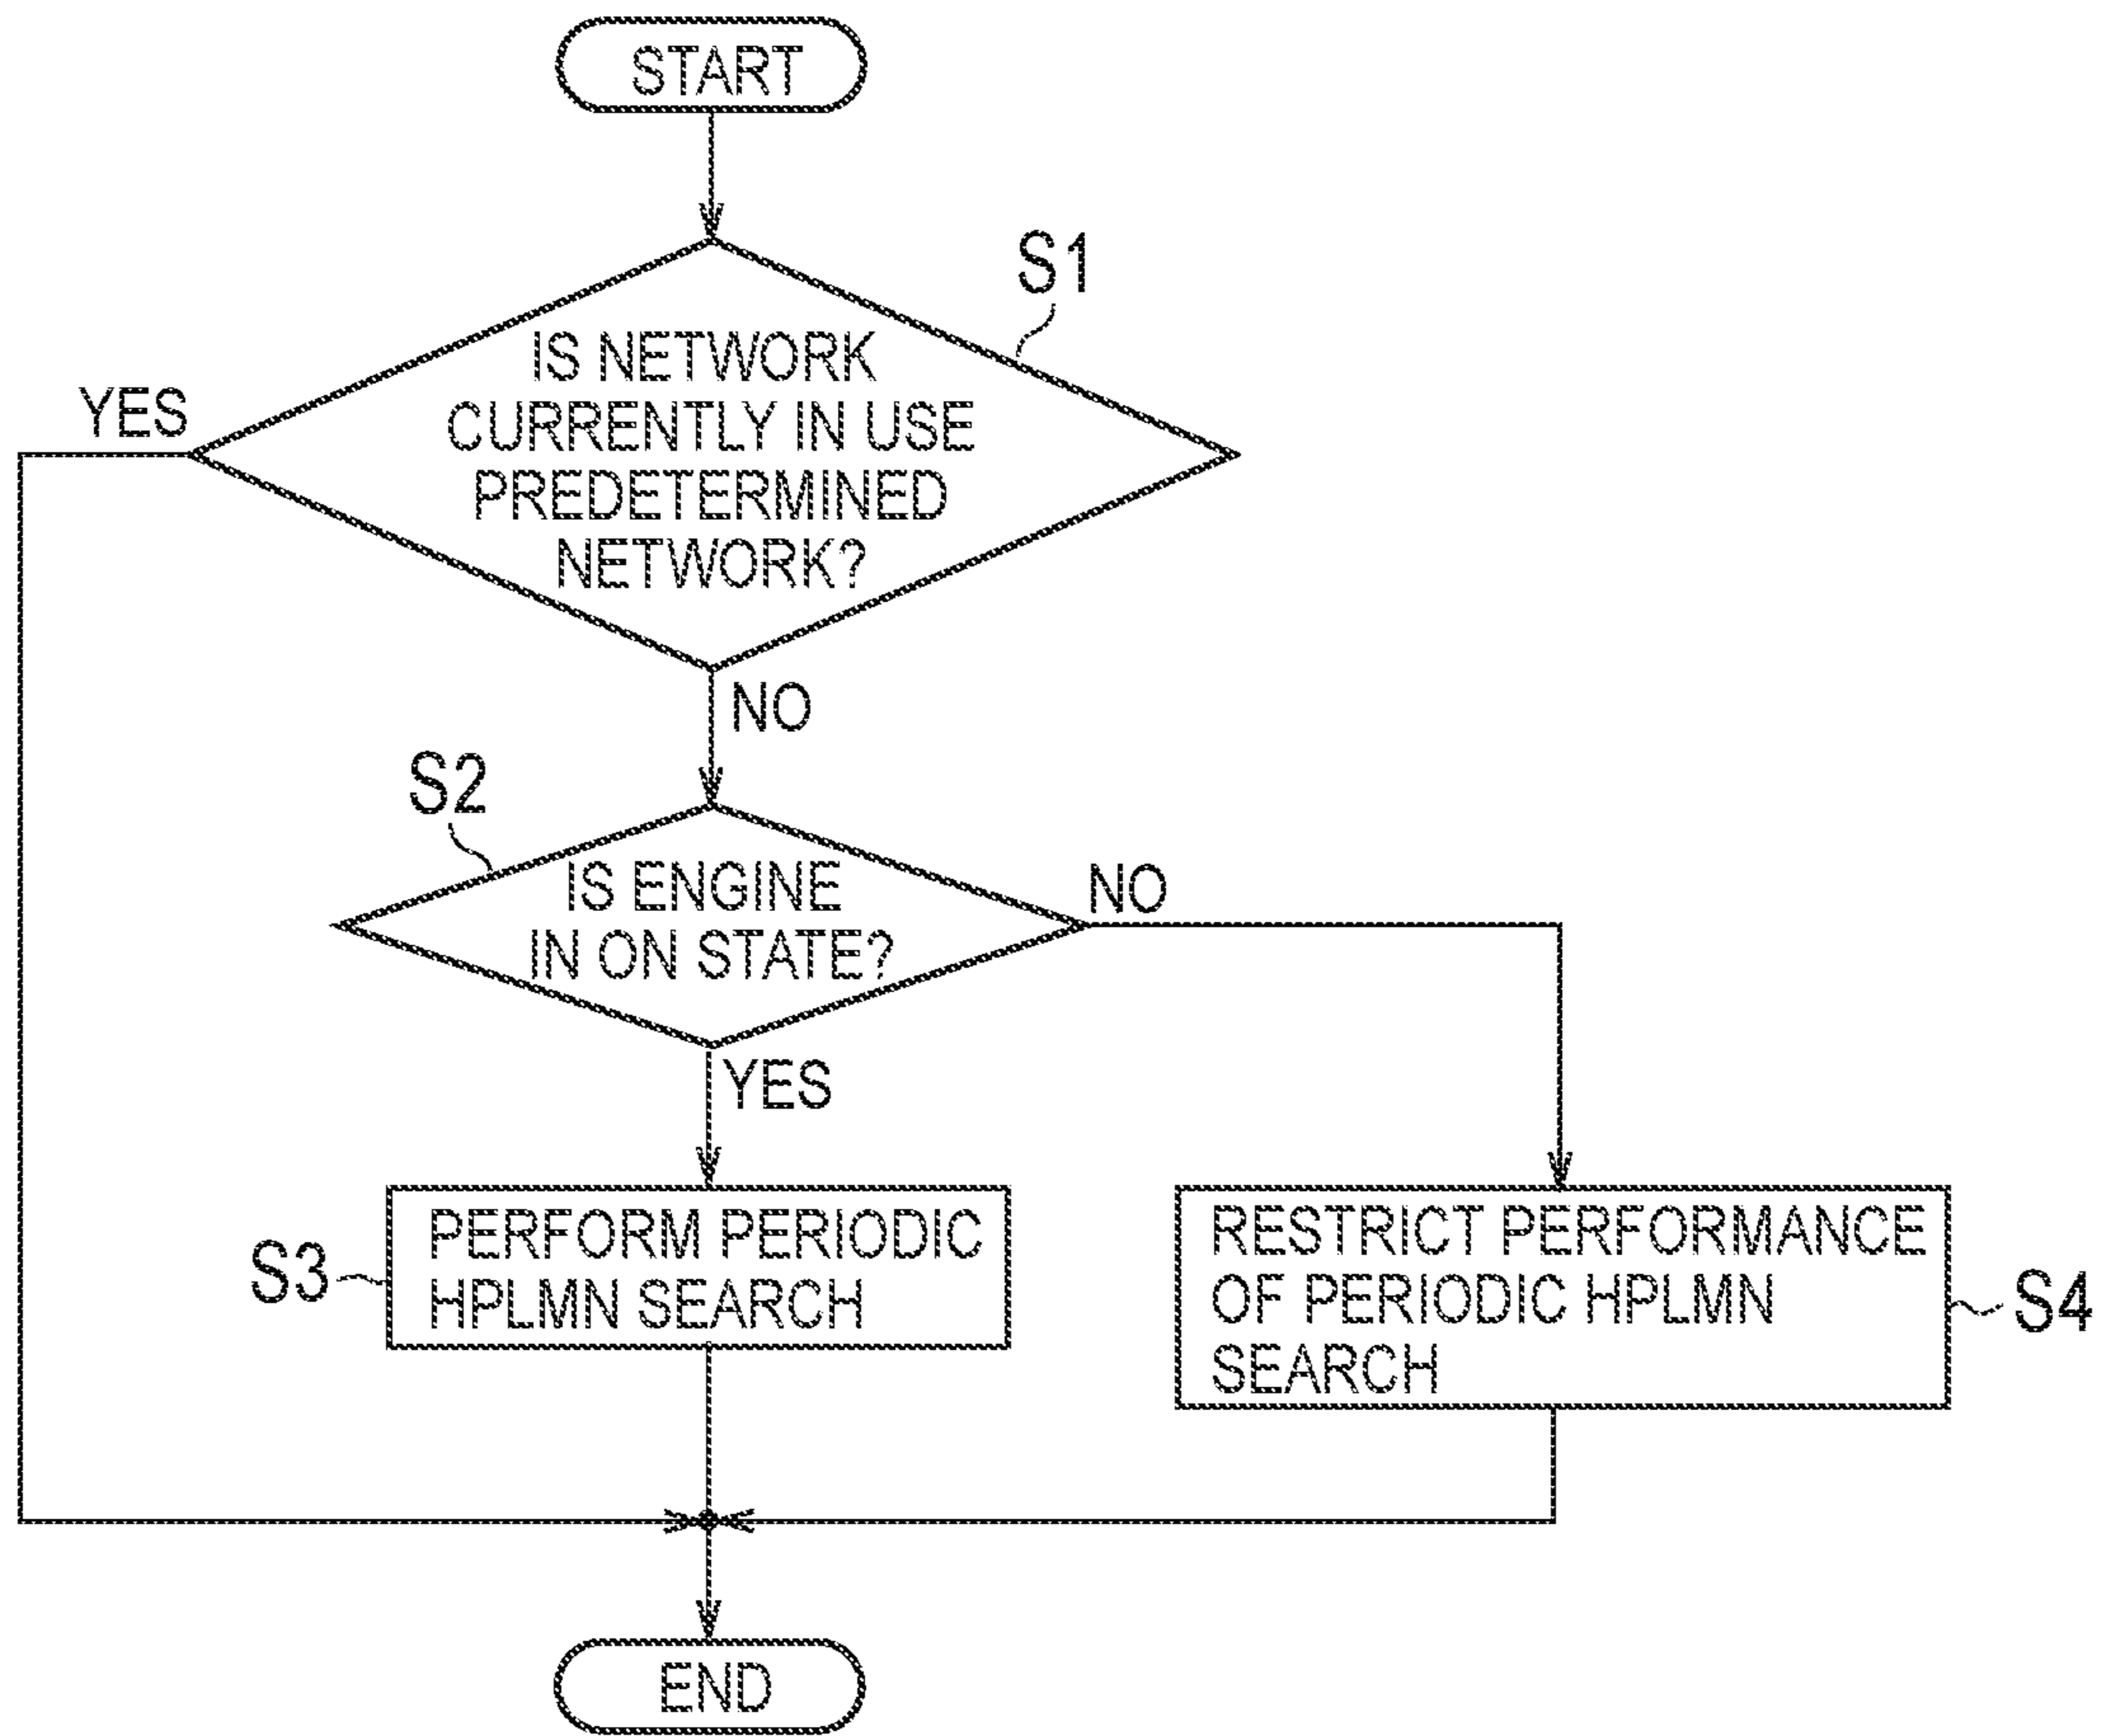 START
S1
IS NETWORK
CURRENTLY IN USE
PREDETERMINED
NETWORK?
YES
NO
S2
IS ENGINE
IN ON STATE?
NO
YES
S3
PERFORM PERIODIC
HPLMN SEARCH
RESTRICT PERFORMANCE
OF PERIODIC HPLMN
SEARCH
S4
END